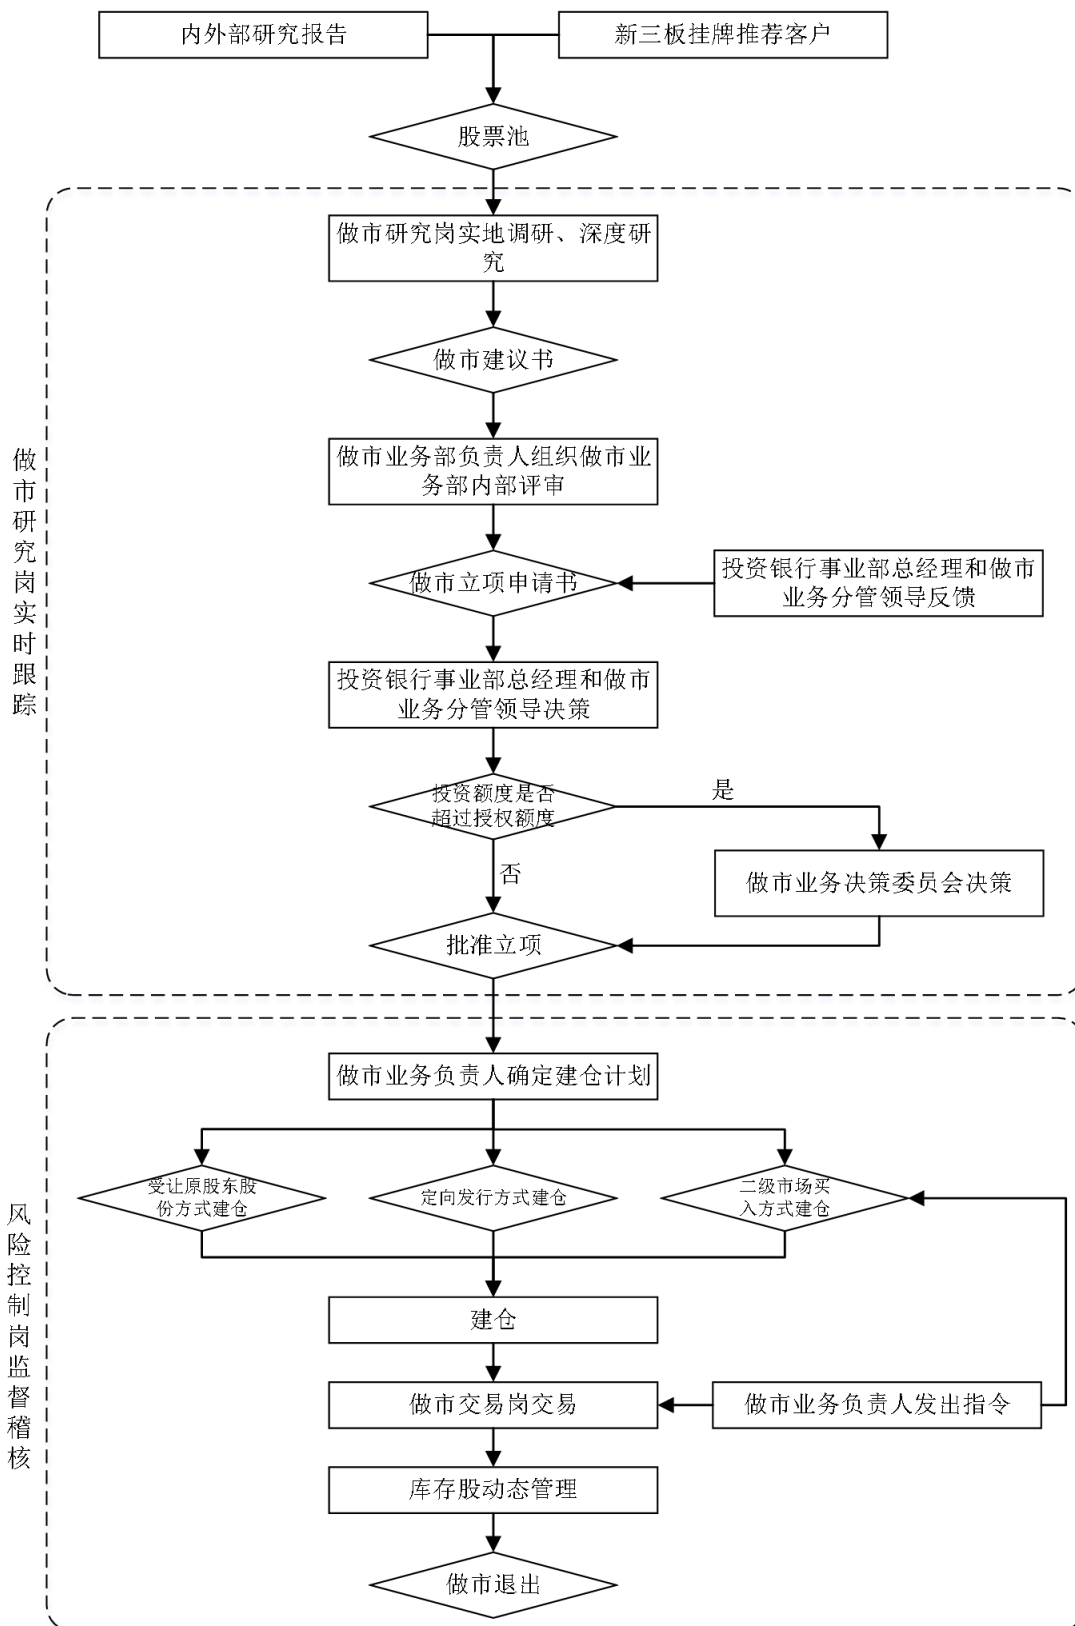 内外部研究报告
新三板挂牌推荐客户
股票池
做市研究岗实地调研、深度研
究
做市建议书
做市业务部负责人组织做市业
务部内部评审
做市立项申请书
投资银行事业部总经理和做市
业务分管领导反馈
投资银行事业部总经理和做市
业务分管领导决策
投资额度是否
超过授权额度
是
否
做市业务决策委员会决策
批准立项
做市研究岗实时跟踪
做市业务负责人确定建仓计划
受让原股东股
份方式建仓
定向发行方式建仓
二级市场买
入方式建仓
建仓
做市交易岗交易
做市业务负责人发出指令
库存股动态管理
做市退出
风险控制岗监督稽核